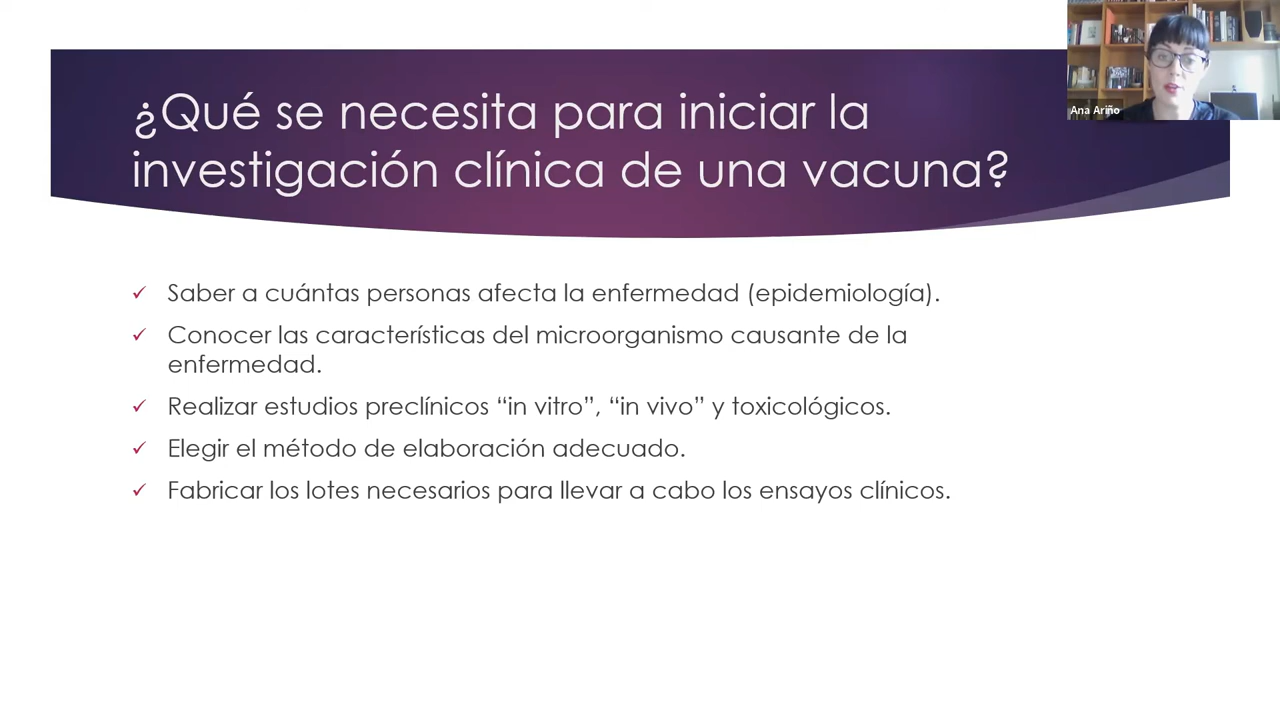 ¿Qué se necesita para iniciar la
investigación clínica de una vacuna?
Ana Ariño
✓ Saber a cuántas personas afecta la enfermedad (epidemiología).
✓ Conocer las características del microorganismo causante de la
enfermedad.
✓ Realizar estudios preclínicos “in vitro”, “in vivo” y toxicológicos.
✓ Elegir el método de elaboración adecuado.
✓ Fabricar los lotes necesarios para llevar a cabo los ensayos clínicos.